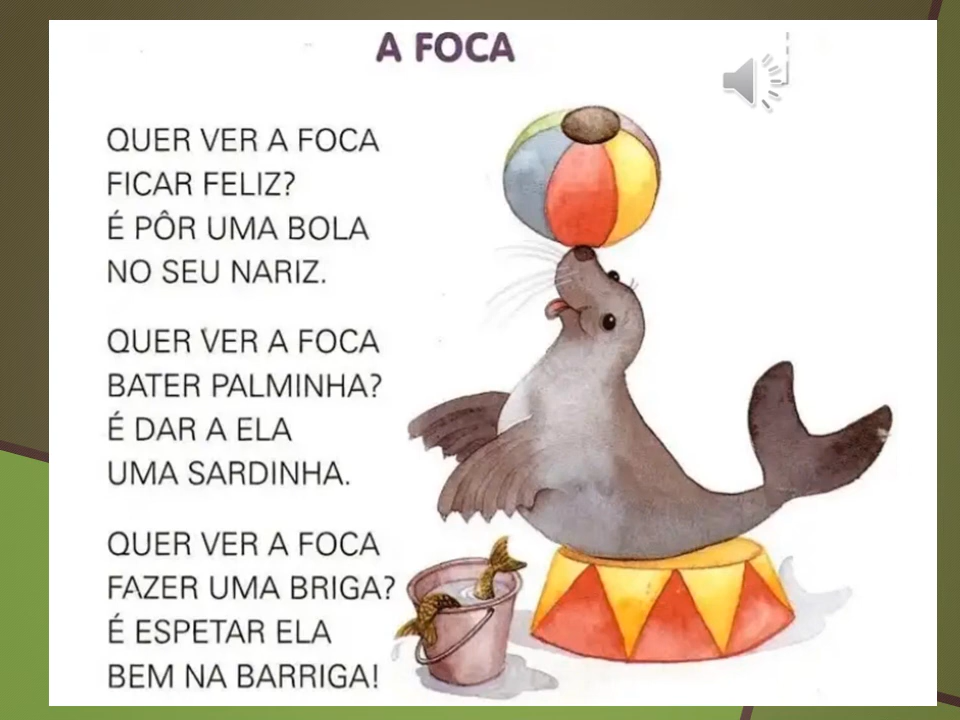 A FOCA
QUER VER A FOCA
FICAR FELIZ?
É PÔR UMA BOLA
NO SEU NARIZ.
QUER VER A FOCA
BATER PALMINHA?
É DAR A ELA
UMA SARDINHA.
QUER VER A FOCA
FAZER UMA BRIGA?
É ESPETAR ELA
BEM NA BARRIGA!